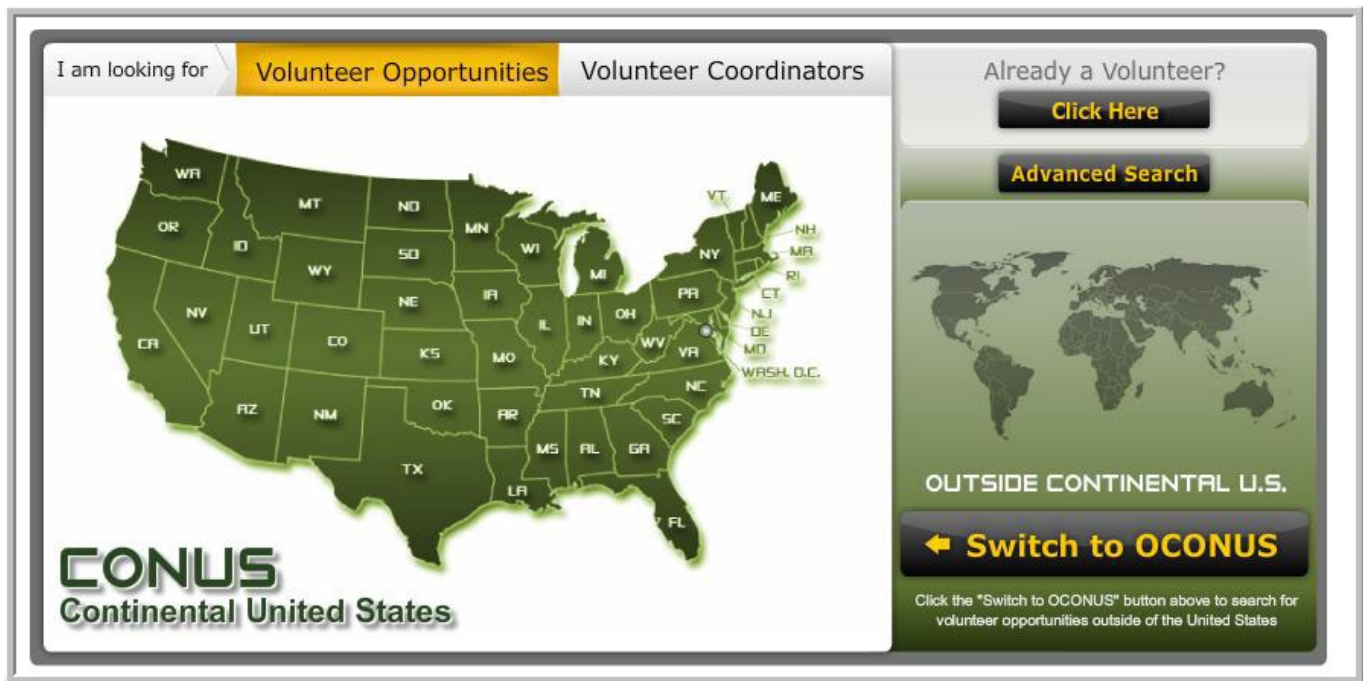 I am looking for
Volunteer Opportunities
Volunteer Coordinators
WA
OR
CA
ID
NV
MT
WY
UT
AZ
CO
NM
ND
SD
NE
KS
OK
TX
MN
IA
MO
AR
LA
WI
IL
MI
IN
OH
KY
TN
MS
AL
GA
FL
SC
NC
VA
WV
PA
NY
VT
ME
NH
MA
RI
CT
NJ
DE
MD
WASH. D.C.
CONUS
Continental United States
Already a Volunteer?
Click Here
Advanced Search
OUTSIDE CONTINENTAL U.S.
Switch to OCONUS
Click the "Switch to OCONUS" button above to search for
volunteer opportunities outside of the United States